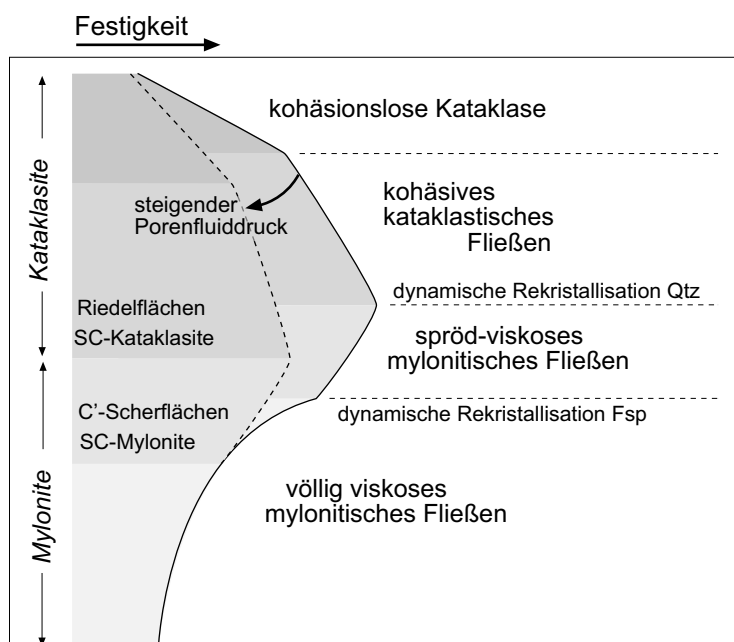 Festigkeit
kohäsionslose Kataklase
Kataklasite
steigender
Porenfluiddruck
kohäsives
kataklastisches
Fließen
dynamische Rekristallisation Qtz
Riedelflächen
SC-Kataklasite
spröd-viskoses
mylonitisches Fließen
C'-Scherflächen
SC-Mylonite
dynamische Rekristallisation Fsp
Mylonite
völlig viskoses
mylonitisches Fließen